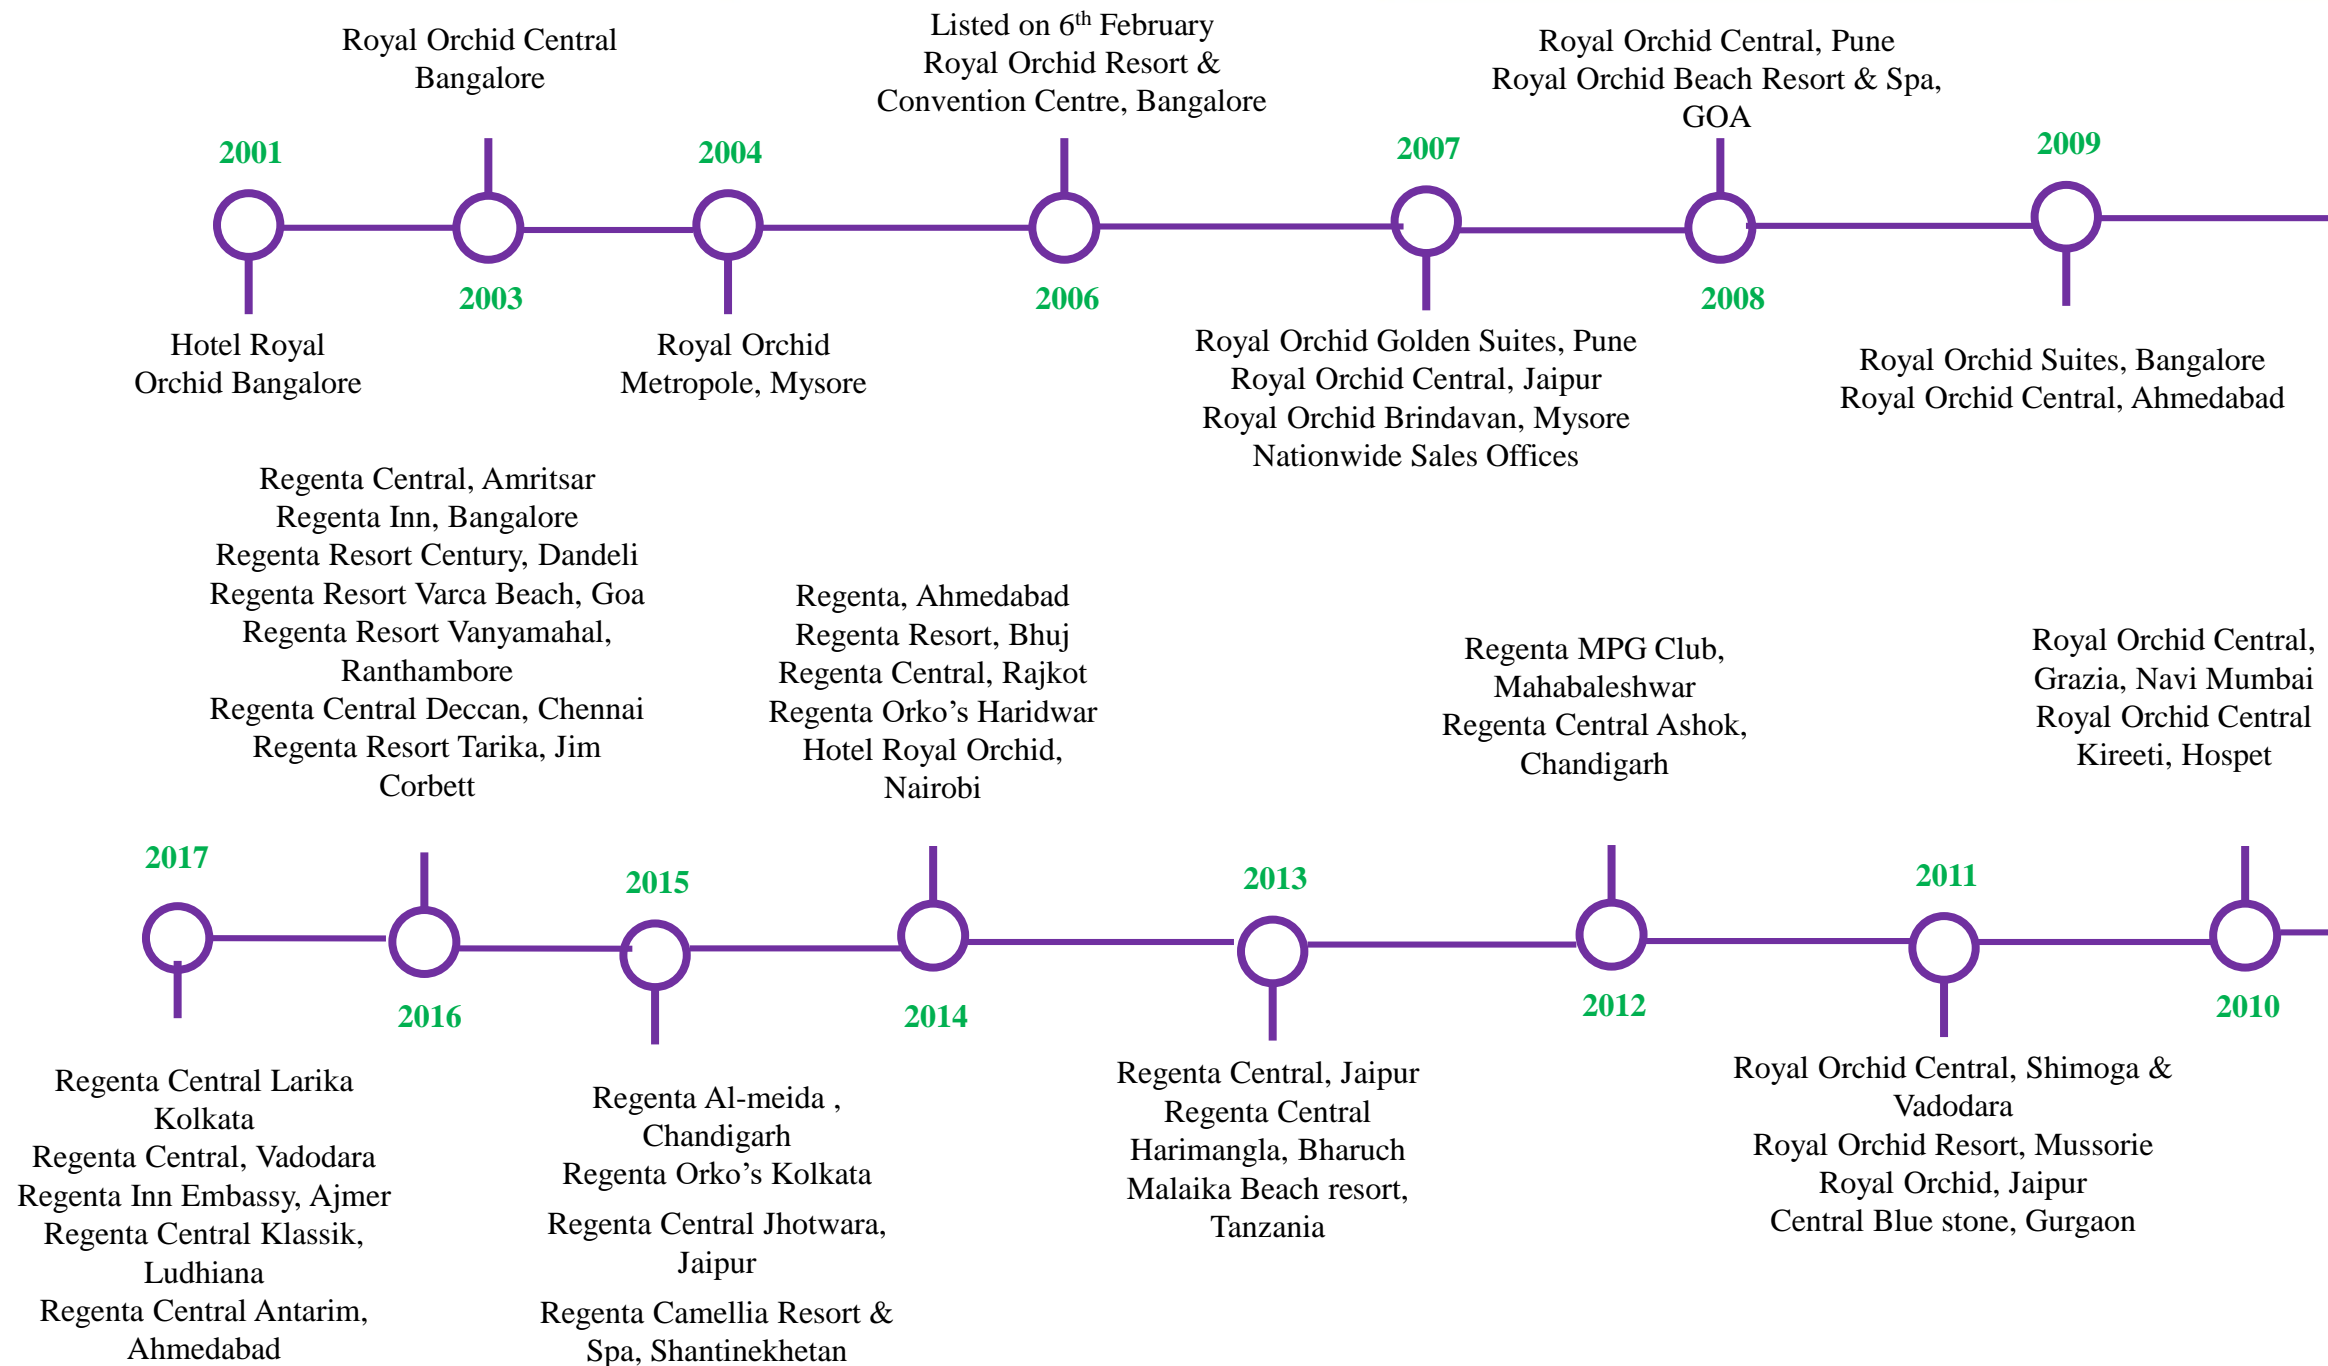 Royal Orchid Central
Bangalore
Listed on 6th February
Royal Orchid Resort &
Convention Centre, Bangalore
Royal Orchid Central, Pune
Royal Orchid Beach Resort & Spa,
GOA
2001
2004
2007
2009
2003
2006
2008
Hotel Royal
Orchid Bangalore
Royal Orchid
Metropole, Mysore
Royal Orchid Golden Suites, Pune
Royal Orchid Central, Jaipur
Royal Orchid Brindavan, Mysore
Nationwide Sales Offices
Royal Orchid Suites, Bangalore
Royal Orchid Central, Ahmedabad
Regenta Central, Amritsar
Regenta Inn, Bangalore
Regenta Resort Century, Dandeli
Regenta Resort Varca Beach, Goa
Regenta Resort Vanyamahal,
Ranthambore
Regenta Central Deccan, Chennai
Regenta Resort Tarika, Jim
Corbett
Regenta, Ahmedabad
Regenta Resort, Bhuj
Regenta Central, Rajkot
Regenta Orko’s Haridwar
Hotel Royal Orchid,
Nairobi
Regenta MPG Club,
Mahabaleshwar
Regenta Central Ashok,
Chandigarh
Royal Orchid Central,
Grazia, Navi Mumbai
Royal Orchid Central
Kireeti, Hospet
2017
2015
2013
2011
2016
2014
2012
2010
Regenta Central Larika
Kolkata
Regenta Central, Vadodara
Regenta Inn Embassy, Ajmer
Regenta Central Klassik,
Ludhiana
Regenta Central Antarim,
Ahmedabad
Regenta Al-meida ,
Chandigarh
Regenta Orko’s Kolkata
Regenta Central Jhotwara,
Jaipur
Regenta Camellia Resort &
Spa, Shantinekhetan
Regenta Central, Jaipur
Regenta Central
Harimangla, Bharuch
Malaika Beach resort,
Tanzania
Royal Orchid Central, Shimoga &
Vadodara
Royal Orchid Resort, Mussorie
Royal Orchid, Jaipur
Central Blue stone, Gurgaon